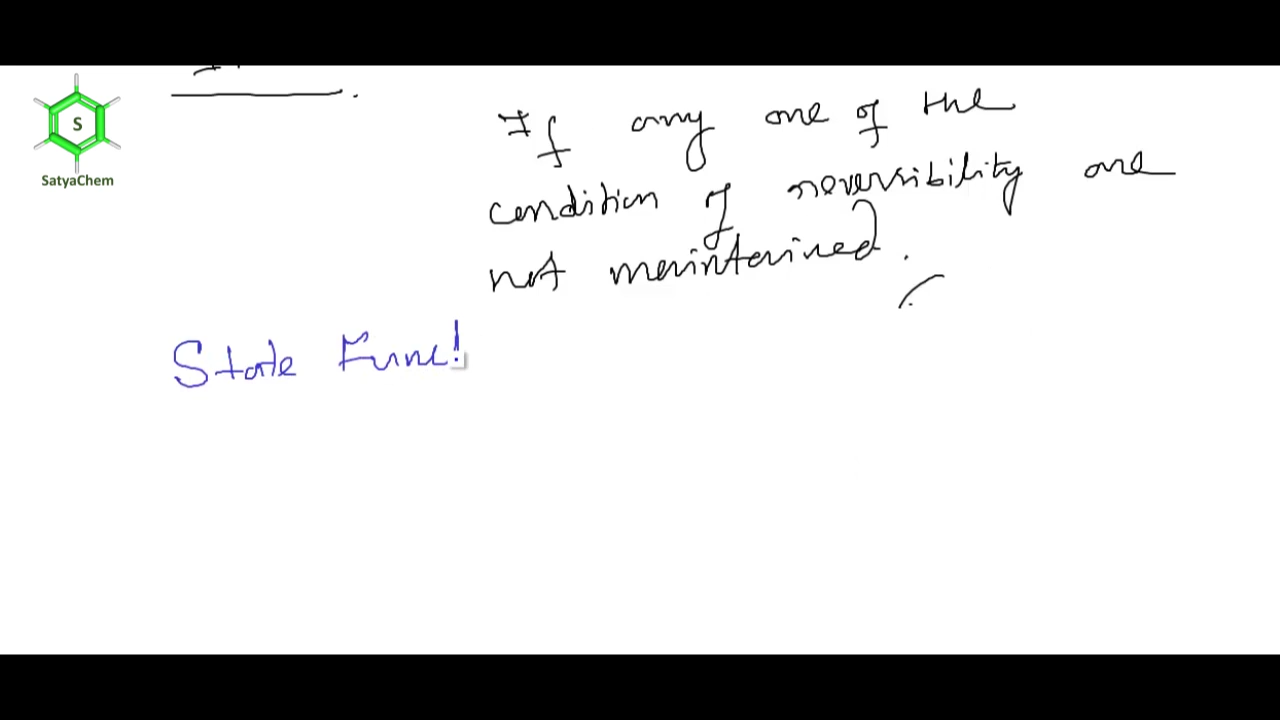 If any one of the
condition of reversibility are
not maintained.
S
SatyaChem
State Func